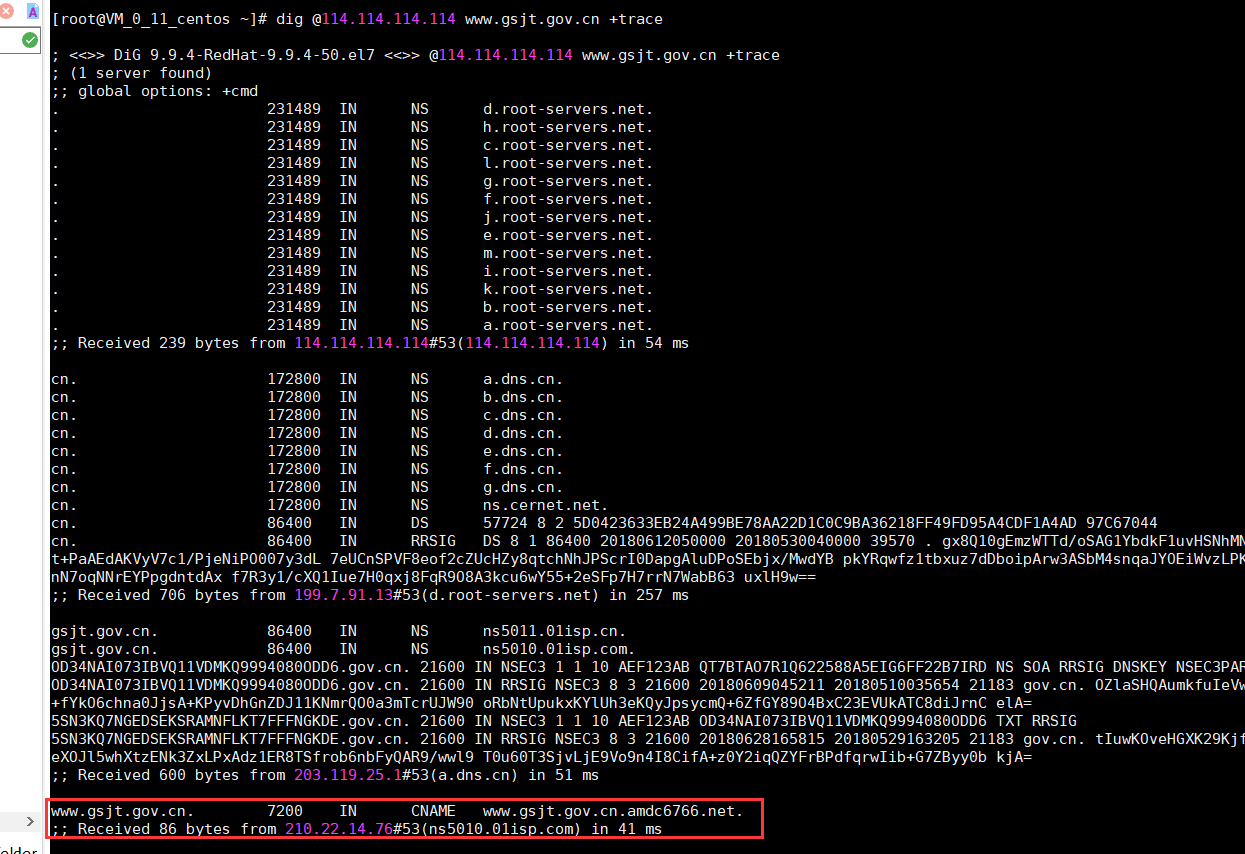 [root@VM_0_11_centos ~]# dig @114.114.114.114 www.gsjt.gov.cn +trace
; <<>> DiG 9.9.4-RedHat-9.9.4-50.el7 <<>> @114.114.114.114 www.gsjt.gov.cn +trace
; (1 server found)
;; global options: +cmd
. 231489 IN NS d.root-servers.net.
. 231489 IN NS h.root-servers.net.
. 231489 IN NS c.root-servers.net.
. 231489 IN NS l.root-servers.net.
. 231489 IN NS g.root-servers.net.
. 231489 IN NS f.root-servers.net.
. 231489 IN NS j.root-servers.net.
. 231489 IN NS e.root-servers.net.
. 231489 IN NS m.root-servers.net.
. 231489 IN NS i.root-servers.net.
. 231489 IN NS k.root-servers.net.
. 231489 IN NS b.root-servers.net.
. 231489 IN NS a.root-servers.net.
;; Received 239 bytes from 114.114.114.114#53(114.114.114.114) in 54 ms
cn. 172800 IN NS a.dns.cn.
cn. 172800 IN NS b.dns.cn.
cn. 172800 IN NS c.dns.cn.
cn. 172800 IN NS d.dns.cn.
cn. 172800 IN NS e.dns.cn.
cn. 172800 IN NS f.dns.cn.
cn. 172800 IN NS g.dns.cn.
cn. 172800 IN NS ns.cernet.net.
cn. 86400 IN DS 57724 8 2 5D0423633EB24A499BE78AA22D1C0C9BA36218FF49FD95A4CDF1A4AD 97C67044
cn. 86400 IN RRSIG DS 8 1 86400 20180612050000 20180530040000 39570 . gx8Q10gEmzWTTd/oSAG1YbdkF1uvHSNhMN
t+PaAEdAKVyV7c1/PjeNiPO007y3dL 7eUCnSPVF8eof2cZUcHZy8qtchNhJPScrI0DapgAluDPoSEbjx/MwdYB pkYRqwfz1tbxuz7dDboipArw3ASbM4snqaJYOEiWvzLPK
nN7oqNNrEYPpgdntdAx f7R3y1/cXQ1Iue7H0qxj8FqR9O8A3kcu6wY55+2eSFp7H7rrN7WabB63 uxlH9w==
;; Received 706 bytes from 199.7.91.13#53(d.root-servers.net) in 257 ms
gsjt.gov.cn. 86400 IN NS ns5011.01isp.cn.
gsjt.gov.cn. 86400 IN NS ns5010.01isp.com.
OD34NAI073IBVQ11VDMKQ9994080ODD6.gov.cn. 21600 IN NSEC3 1 1 10 AEF123AB QT7BTAO7R1Q622588A5EIG6FF22B7IRD NS SOA RRSIG DNSKEY NSEC3PAR
OD34NAI073IBVQ11VDMKQ9994080ODD6.gov.cn. 21600 IN RRSIG NSEC3 8 3 21600 20180609045211 20180510035654 21183 gov.cn. OZlaSHQAumkfuIeVw
+fYkO6chna0JjsA+KPyvDhGnZDJ11KNmrQO0a3mTcrUJW90 oRbNtUpukxKYlUh3eKQyJpsycmQ+6ZfGY89O4BxC23EVUkATC8diJrnC elA=
5SN3KQ7NGEDSEKSRAMNFLKT7FFFNGKDE.gov.cn. 21600 IN NSEC3 1 1 10 AEF123AB OD34NAI073IBVQ11VDMKQ9994080ODD6 TXT RRSIG
5SN3KQ7NGEDSEKSRAMNFLKT7FFFNGKDE.gov.cn. 21600 IN RRSIG NSEC3 8 3 21600 20180628165815 20180529163205 21183 gov.cn. tIuwKOveHGXK29Kjf
eXOJl5whXtzENk3ZxLPxAdz1ER8TSfrob6nbFyQAR9/wwl9 T0u60T3SjvLjE9Vo9n4I8CifA+z0Y2iqQZYFrBPdfqrwIib+G7ZByy0b kjA=
;; Received 600 bytes from 203.119.25.1#53(a.dns.cn) in 51 ms
www.gsjt.gov.cn. 7200 IN CNAME www.gsjt.gov.cn.amdc6766.net.
;; Received 86 bytes from 210.22.14.76#53(ns5010.01isp.com) in 41 ms